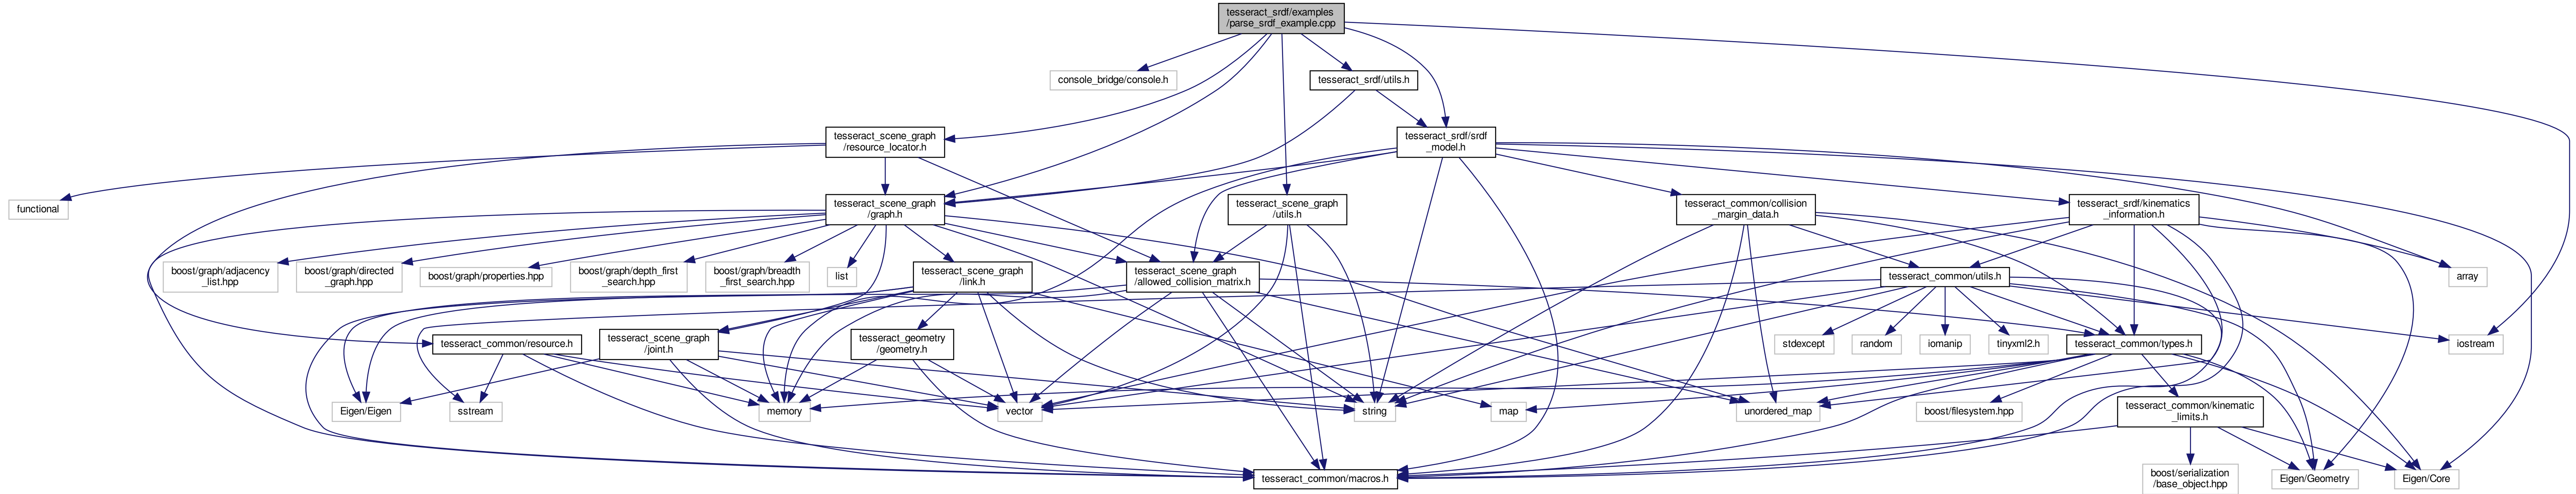 tesseract_srdf/examples
/parse_srdf_example.cpp
console_bridge/console.h
tesseract_srdf/utils.h
tesseract_scene_graph
/resource_locator.h
tesseract_srdf/srdf
_model.h
functional
tesseract_scene_graph
/graph.h
tesseract_scene_graph
/utils.h
tesseract_common/collision
_margin_data.h
tesseract_srdf/kinematics
_information.h
boost/graph/adjacency
_list.hpp
boost/graph/directed
_graph.hpp
boost/graph/properties.hpp
boost/graph/depth_first
_search.hpp
boost/graph/breadth
_first_search.hpp
list
tesseract_scene_graph
/link.h
tesseract_scene_graph
/allowed_collision_matrix.h
tesseract_common/utils.h
array
tesseract_common/resource.h
tesseract_scene_graph
/joint.h
tesseract_geometry
/geometry.h
stdexcept
random
iomanip
tinyxml2.h
tesseract_common/types.h
iostream
Eigen/Eigen
sstream
memory
vector
string
map
unordered_map
boost/filesystem.hpp
tesseract_common/kinematic
_limits.h
tesseract_common/macros.h
boost/serialization
/base_object.hpp
Eigen/Geometry
Eigen/Core